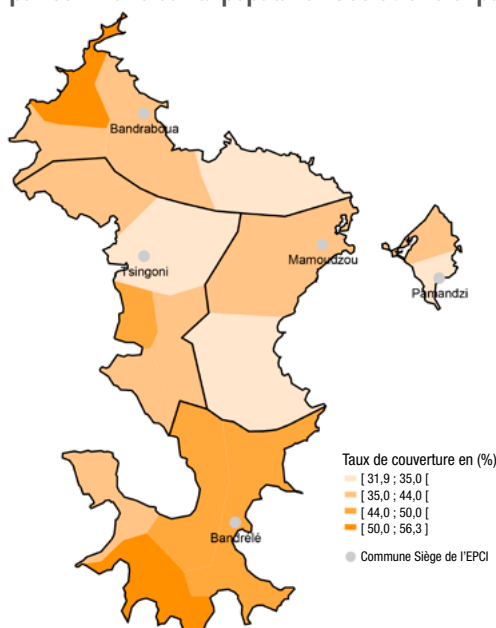 Bandraboua
Mamoudzou
Tsingoni
Pamandzi
Bandrélé
Taux de couverture en (%)
[ 31,9 ; 35,0 [
[ 35,0 ; 44,0 [
[ 44,0 ; 50,0 [
[ 50,0 ; 56,3 ]
Commune Siège de l'EPCI